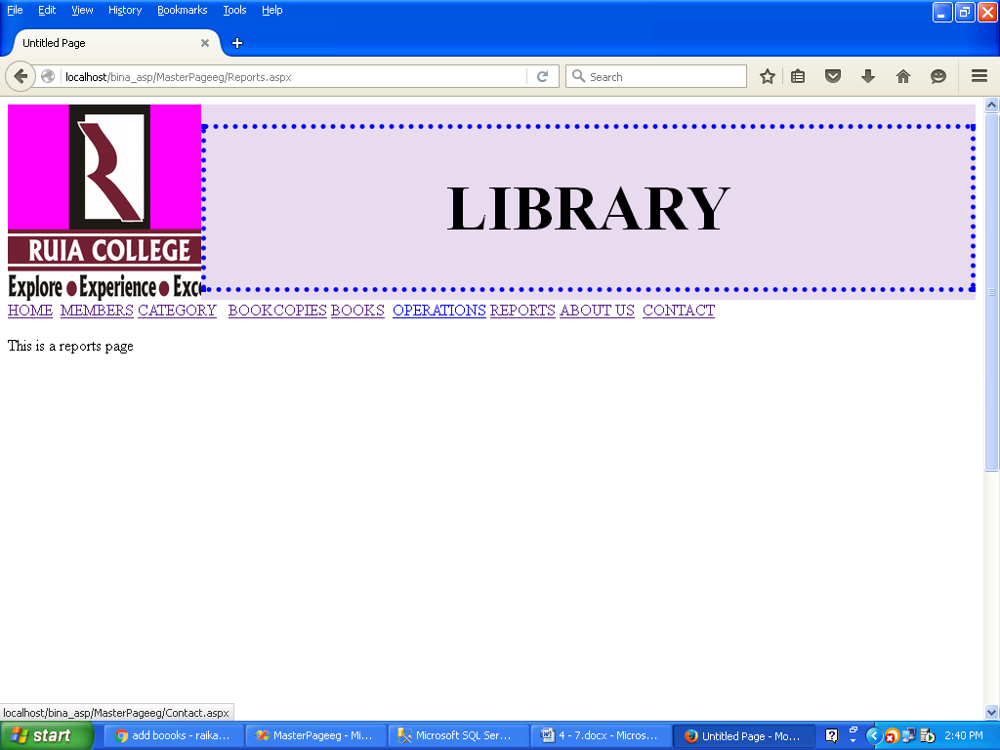 File Edit View History Bookmarks Tools Help
Untitled Page
localhost/bina_asp/MasterPageeg/Reports.aspx
Search
LIBRARY
RUIA COLLEGE
Explore ● Experience ● Exce
HOME MEMBERS CATEGORY BOOKCOPIES BOOKS OPERATIONS REPORTS ABOUT US CONTACT
This is a reports page
localhost/bina_asp/MasterPageeg/Contact.aspx
start add boooks - raika... MasterPageeg - Mi... Microsoft SQL Ser... 4 - 7.docx - Micros... Untitled Page - Mo... 2:40 PM